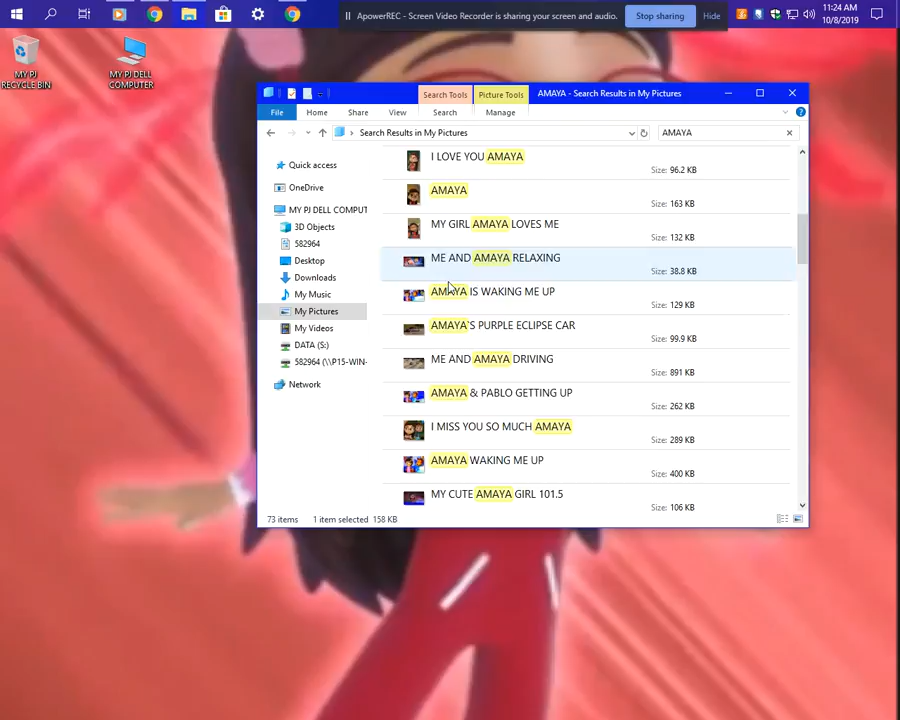 ApowerREC - Screen Video Recorder is sharing your screen and audio.
Stop sharing
Hide
11:24 AM
10/8/2019
MY PJ
RECYCLE BIN
MY PJ DELL
COMPUTER
Search Tools
Picture Tools
AMAYA - Search Results in My Pictures
File
Home
Share
View
Search
Manage
Search Results in My Pictures
AMAYA
Quick access
OneDrive
MY PJ DELL COMPUT
3D Objects
582964
Desktop
Downloads
My Music
My Pictures
My Videos
DATA (S:)
582964 (\\P15-WIN-
Network
I LOVE YOU AMAYA
Size: 96.2 KB
AMAYA
Size: 163 KB
MY GIRL AMAYA LOVES ME
Size: 132 KB
ME AND AMAYA RELAXING
Size: 38.8 KB
AMAYA IS WAKING ME UP
Size: 129 KB
AMAYA'S PURPLE ECLIPSE CAR
Size: 99.9 KB
ME AND AMAYA DRIVING
Size: 891 KB
AMAYA & PABLO GETTING UP
Size: 262 KB
I MISS YOU SO MUCH AMAYA
Size: 289 KB
AMAYA WAKING ME UP
Size: 400 KB
MY CUTE AMAYA GIRL 101.5
Size: 106 KB
73 items
1 item selected 158 KB